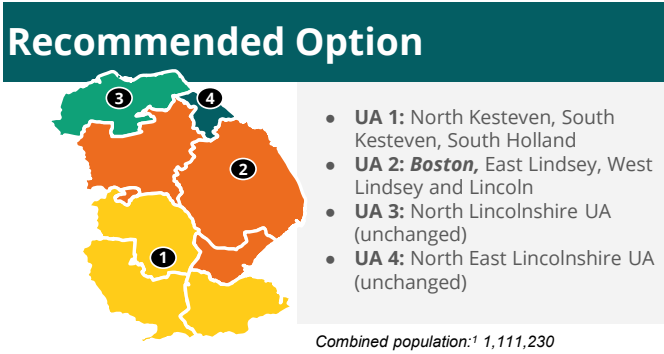 Recommended Option
3
4
2
1
● UA 1: North Kesteven, South
Kesteven, South Holland
● UA 2: Boston, East Lindsey, West
Lindsey and Lincoln
● UA 3: North Lincolnshire UA
(unchanged)
● UA 4: North East Lincolnshire UA
(unchanged)
Combined population:¹ 1,111,230